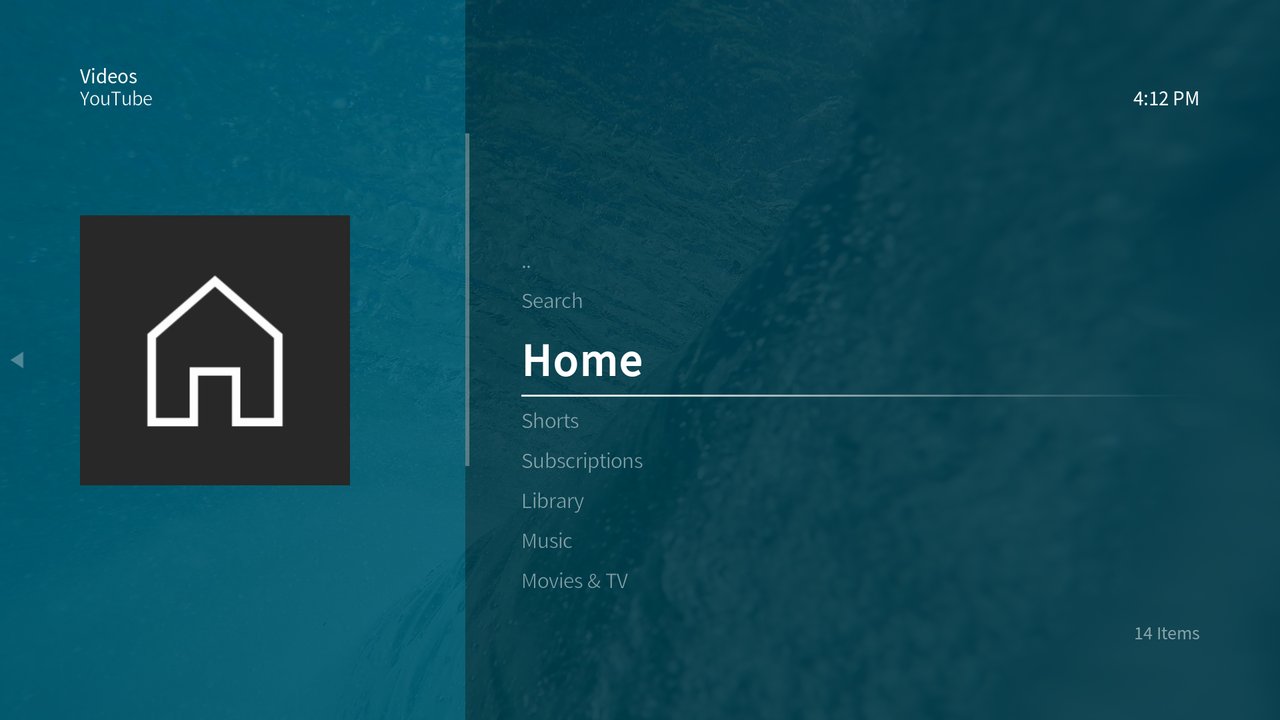 Videos
YouTube
4:12 PM
..
Search
Home
Shorts
Subscriptions
Library
Music
Movies & TV
14 Items